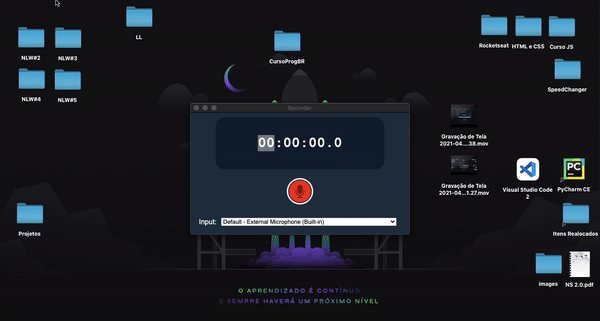 LL
NLW#2
NLW#3
CursoProgBR
Rocketseat
HTML e CSS
Curso JS
NLW#4
NLW#5
SpeedChanger
Recorder
00:00:00.0
Input:
Default - External Microphone (Built-in)
Gravação de Tela
2021-04....38.mov
Gravação de Tela
2021-04...1.27.mov
Visual Studio Code
2
PyCharm CE
Projetos
Itens Realocados
images
NS 2.0.pdf
O APRENDIZADO É CONTÍNUO
E SEMPRE HAVERÁ UM PRÓXIMO NÍVEL